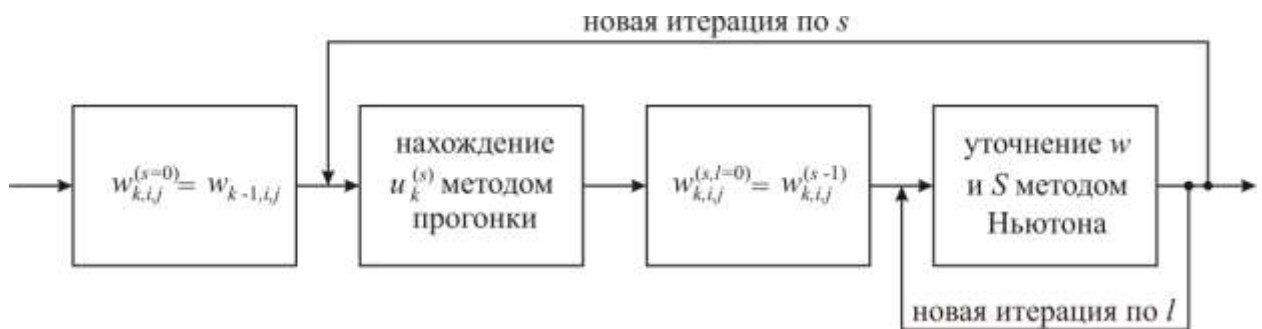 новая итерация по s
w_{k,i,j}^{(s=0)} = w_{k-1,i,j}
нахождение
u_k^{(s)} методом
прогонки
w_{k,i,j}^{(s,l=0)} = w_{k,i,j}^{(s-1)}
уточнение w
и S методом
Ньютона
новая итерация по l